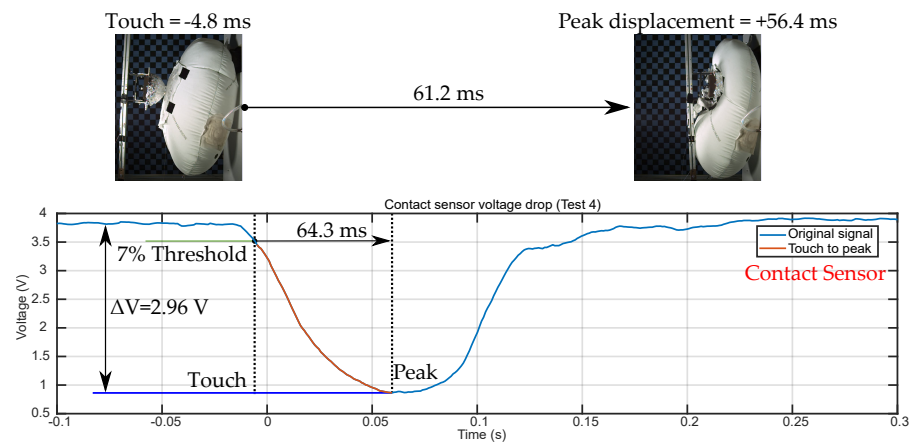 Touch = -4.8 ms
Peak displacement = +56.4 ms
61.2 ms
Contact sensor voltage drop (Test 4)
4
3.5
3
2.5
2
1.5
1
0.5
Voltage (V)
64.3 ms
7% Threshold
ΔV=2.96 V
Touch
Peak
Original signal
Touch to peak
Contact Sensor
-0.1
-0.05
0
0.05
0.1
0.15
0.2
0.25
0.3
Time (s)